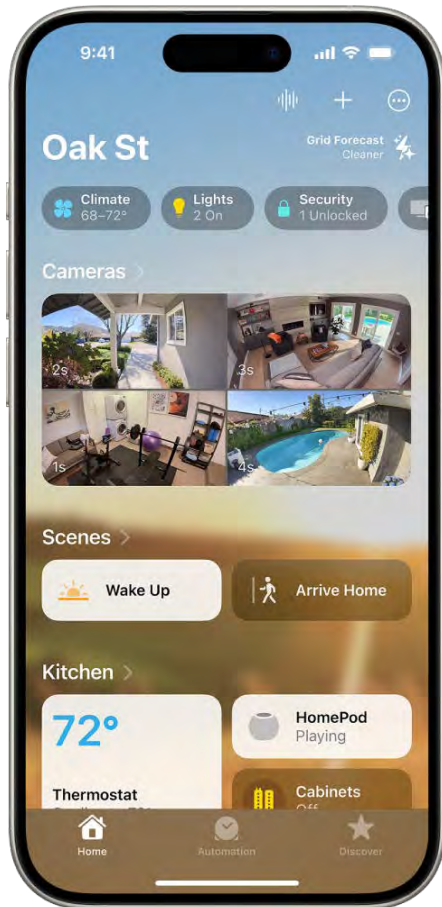 9:41
Oak St
Grid Forecast
Cleaner
Climate
68–72°
Lights
2 On
Security
1 Unlocked
Cameras
2s
3s
1s
4s
Scenes
Wake Up
Arrive Home
Kitchen
72°
HomePod
Playing
Thermostat
Cabinets
Off
Home
Automation
Discover